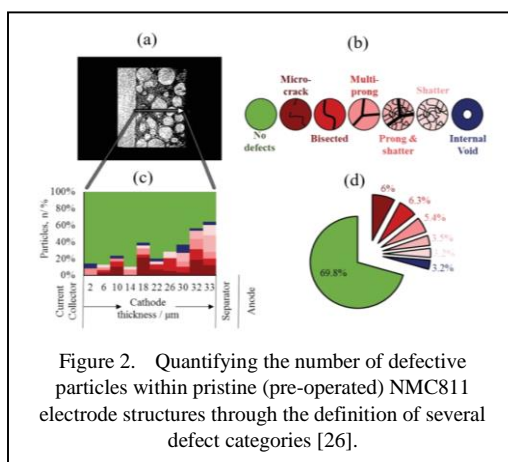 (a)
(b)
Micro-
crack
Multi-
prong
Shatter
No
defects
Bisected
Prong &
shatter
Internal
Void
(c)
(d)
Particles, n/ %
100%
80%
60%
40%
20%
0%
2 6 10 14 18 22 26 30 32 33
Current
Collector
Cathode
thickness / μm
Separator
Anode
6%
6.3%
5.4%
3.5%
3.2%
69.8%
Figure 2. Quantifying the number of defective
particles within pristine (pre-operated) NMC811
electrode structures through the definition of several
defect categories [26].